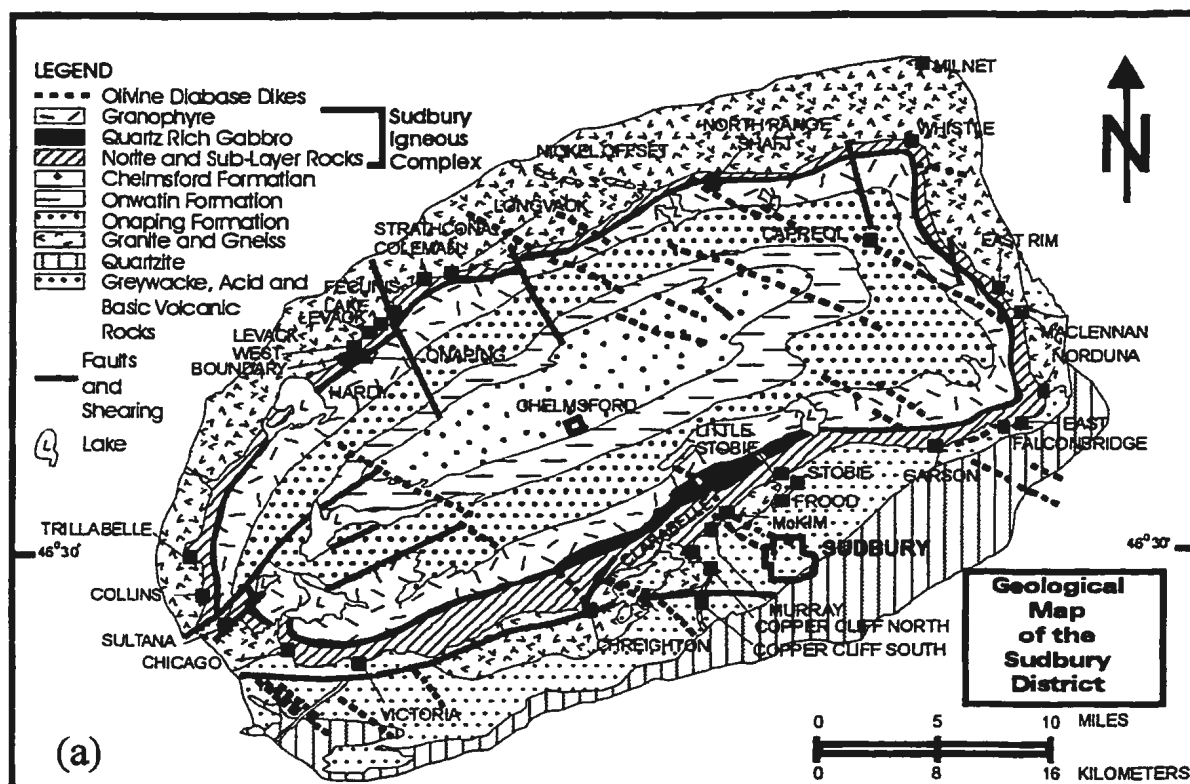 LEGEND
Olivine Diabase Dikes
Granophyre
Quartz Rich Gabbro
Norite and Sub-Layer Rocks
Sudbury
Igneous
Complex
Chelmsford Formation
Onwatin Formation
Onaping Formation
Granite and Gneiss
Quartzite
Greywacke, Acid and
Basic Volcanic
Rocks
Faults
and
Shearing
Lake
MILNET
N
WHISTLE
NORTH RANGE
SHAFT
NICKEL OFFSET
LONGVACK
STRATHCONA
COLEMAN
CAPREOL
EAST RIM
FECUNIS
LAKE
LEVACK
LEVACK
WEST
BOUNDARY
ONAPING
HARDY
MACLENNAN
NORDUNA
CHELMSFORD
LITTLE
STOBIE
EAST
FALCONBRIDGE
GARSON
STOBIE
FROOD
McKIM
CLARABELLE
SUDBURY
TRILLABELLE
46°30'
46°30'
COLLINS
SULTANA
CHICAGO
MURRAY
COPPER CLIFF NORTH
CREIGHTON
COPPER CLIFF SOUTH
VICTORIA
Geological
Map
of the
Sudbury
District
0 5 10 MILES
0 8 16 KILOMETERS
(a)